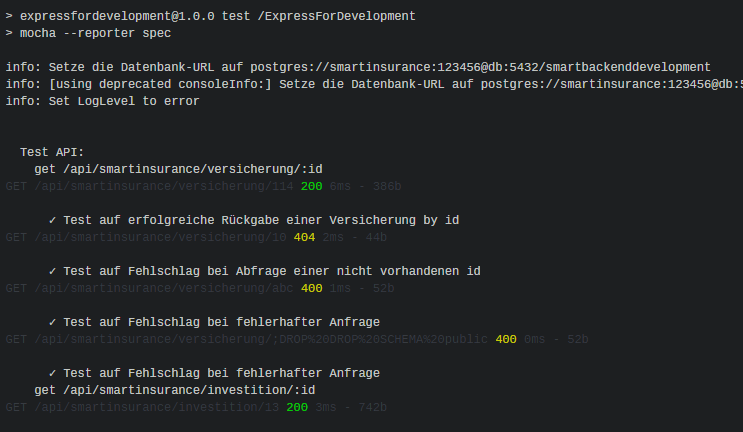 > expressfordevelopment@1.0.0 test /ExpressForDevelopment
> mocha --reporter spec
info: Setze die Datenbank-URL auf postgres://smartinsurance:123456@db:5432/smartbackenddevelopment
info: [using deprecated consoleInfo:] Setze die Datenbank-URL auf postgres://smartinsurance:123456@db:5
info: Set LogLevel to error
Test API:
get /api/smartinsurance/versicherung/:id
GET /api/smartinsurance/versicherung/114 200 6ms - 386b
✓ Test auf erfolgreiche Rückgabe einer Versicherung by id
GET /api/smartinsurance/versicherung/10 404 2ms - 44b
✓ Test auf Fehlschlag bei Abfrage einer nicht vorhandenen id
GET /api/smartinsurance/versicherung/abc 400 1ms - 52b
✓ Test auf Fehlschlag bei fehlerhafter Anfrage
GET /api/smartinsurance/versicherung/;DROP%20DROP%20SCHEMA%20public 400 0ms - 52b
✓ Test auf Fehlschlag bei fehlerhafter Anfrage
get /api/smartinsurance/investition/:id
GET /api/smartinsurance/investition/13 200 3ms - 742b